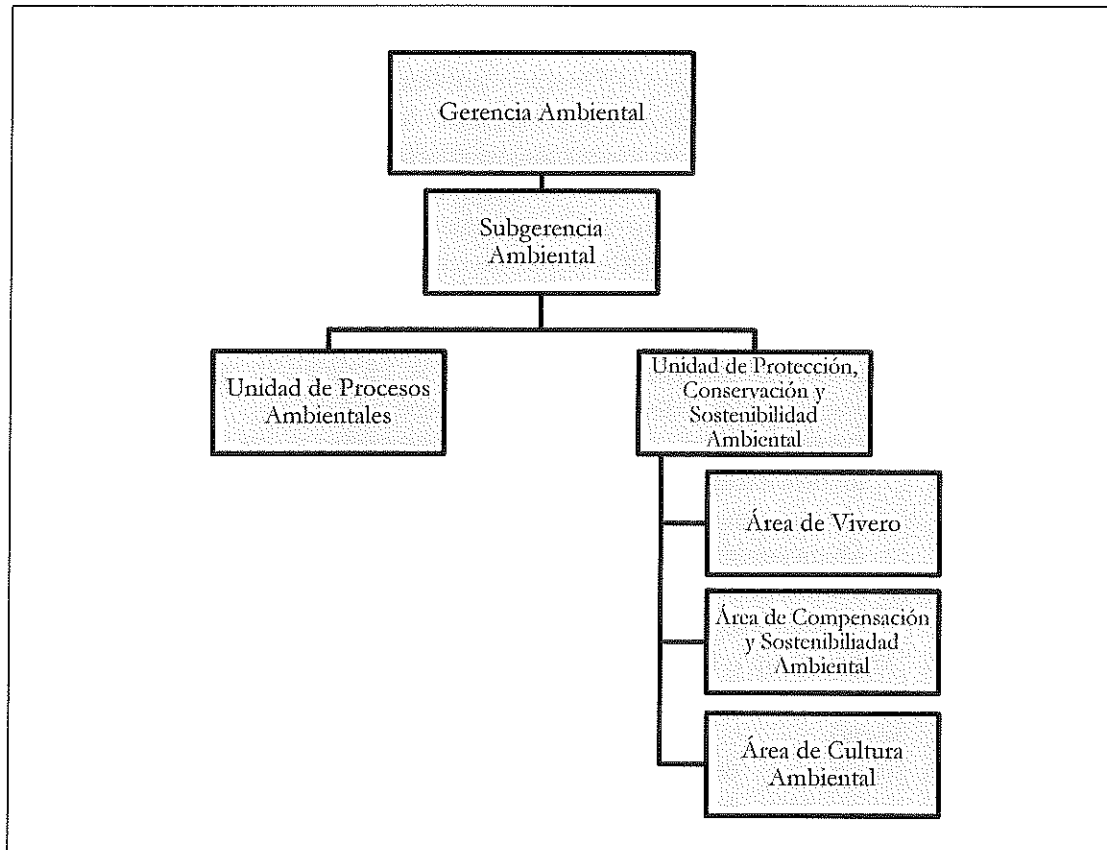 Gerencia Ambiental
Subgerencia
Ambiental
Unidad de Procesos
Ambientales
Unidad de Protección,
Conservación y
Sostenibilidad
Ambiental
Área de Vivero
Área de Compensación
y Sostenibiliadad
Ambiental
Área de Cultura
Ambiental